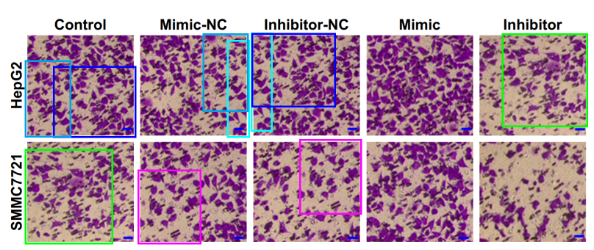 Control Mimic-NC Inhibitor-NC Mimic Inhibitor
HepG2
SMMC7721